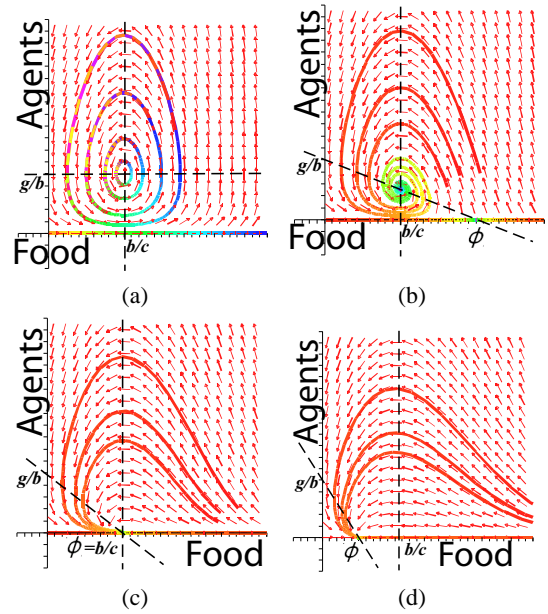 Agents
g/b
Food
b/c
(a)
Agents
g/b
Food
b/c
ϕ
(b)
Agents
g/b
ϕ=b/c
Food
(c)
Agents
g/b
ϕ
b/c
Food
(d)